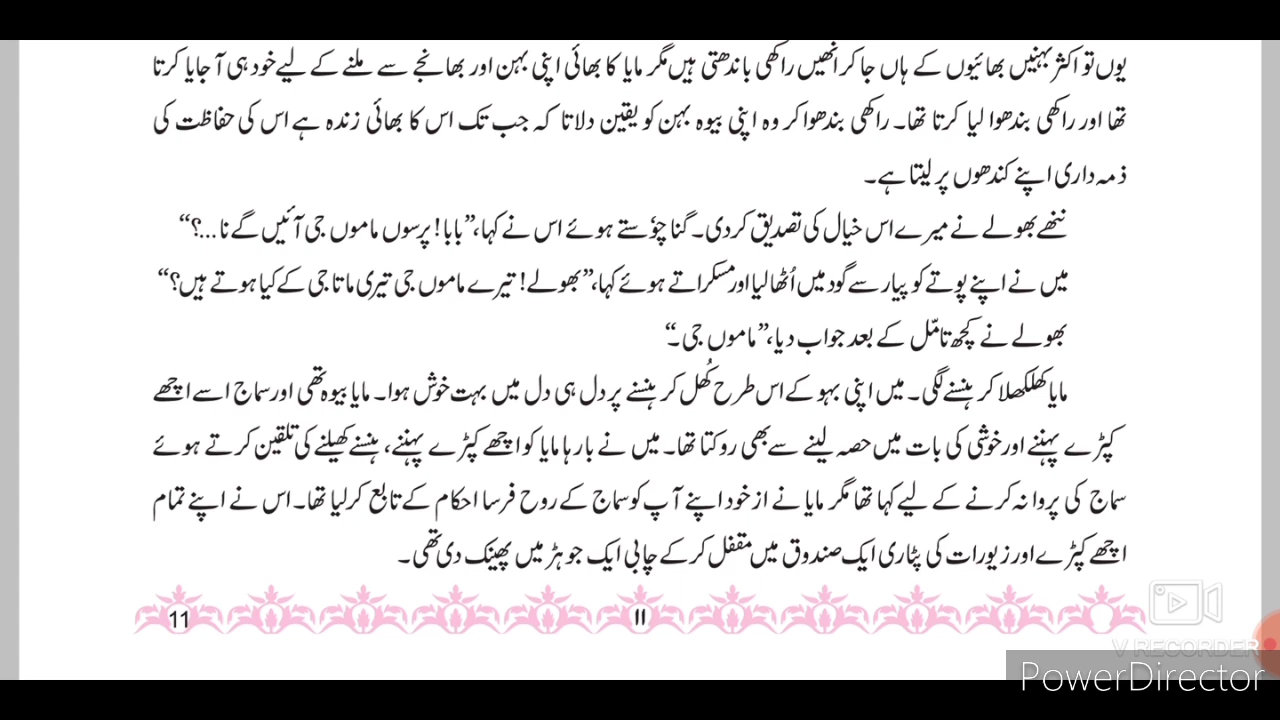 یوں تو اکثر بہنیں بھائیوں کے ہاں جا کر انھیں راکھی باندھتی ہیں مگر مایا کا بھائی اپنی بہن اور بھانجے سے ملنے کے لیے خود ہی آ جایا کرتا
تھا اور راکھی بندھوا لیا کرتا تھا۔ راکھی بندھوا کر وہ اپنی بیوہ بہن کو یقین دلاتا کہ جب تک اس کا بھائی زندہ ہے اس کی حفاظت کی
ذمہ داری اپنے کندھوں پر لیتا ہے۔
ننھے بھولے نے میرے اس خیال کی تصدیق کر دی۔ گنا چوٗستے ہوئے اس نے کہا، ”بابا! پرسوں ماموں جی آئیں گے نا...؟“
میں نے اپنے پوتے کو پیار سے گود میں اُٹھا لیا اور مسکراتے ہوئے کہا، ”بھولے! تیرے ماموں جی تیری ماتا جی کے کیا ہوتے ہیں؟“
بھولے نے کچھ تامّل کے بعد جواب دیا، ”ماموں جی۔“
مایا کھلکھلا کر ہنسنے لگی۔ میں اپنی بہو کے اس طرح کُھل کر ہنسنے پر دل ہی دل میں بہت خوش ہوا۔ مایا بیوہ تھی اور سماج اسے اچھے
کپڑے پہننے اور خوشی کی بات میں حصہ لینے سے بھی روکتا تھا۔ میں نے بارہا مایا کو اچھے کپڑے پہننے، ہنسنے کھیلنے کی تلقین کرتے ہوئے
سماج کی پروا نہ کرنے کے لیے کہا تھا مگر مایا نے از خود اپنے آپ کو سماج کے روح فرسا احکام کے تابع کر لیا تھا۔ اس نے اپنے تمام
اچھے کپڑے اور زیورات کی پٹاری ایک صندوق میں مقفل کر کے چابی ایک جوہڑ میں پھینک دی تھی۔
11 اا
V RECORDER
PowerDirector